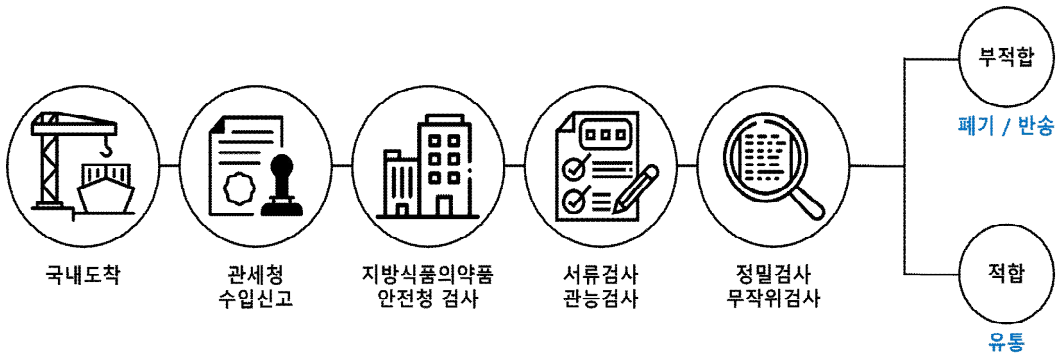 국내도착
관세청
수입신고
지방식품의약품
안전청 검사
서류검사
관능검사
정밀검사
무작위검사
부적합
폐기 / 반송
적합
유통